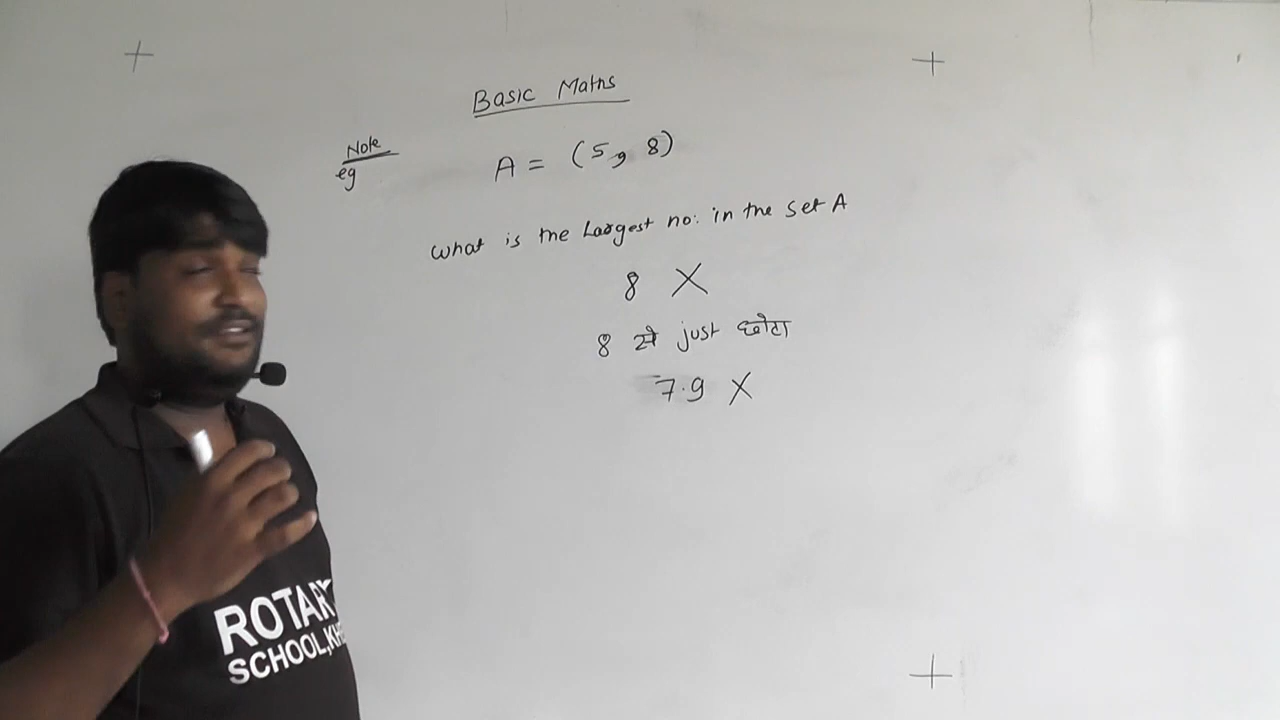 Basic Maths
Note
eg
A = (5, 8)
What is the Largest no: in the set A
8 X
8 से just छोटा
7.9 X
ROTAR
SCHOOL,KH